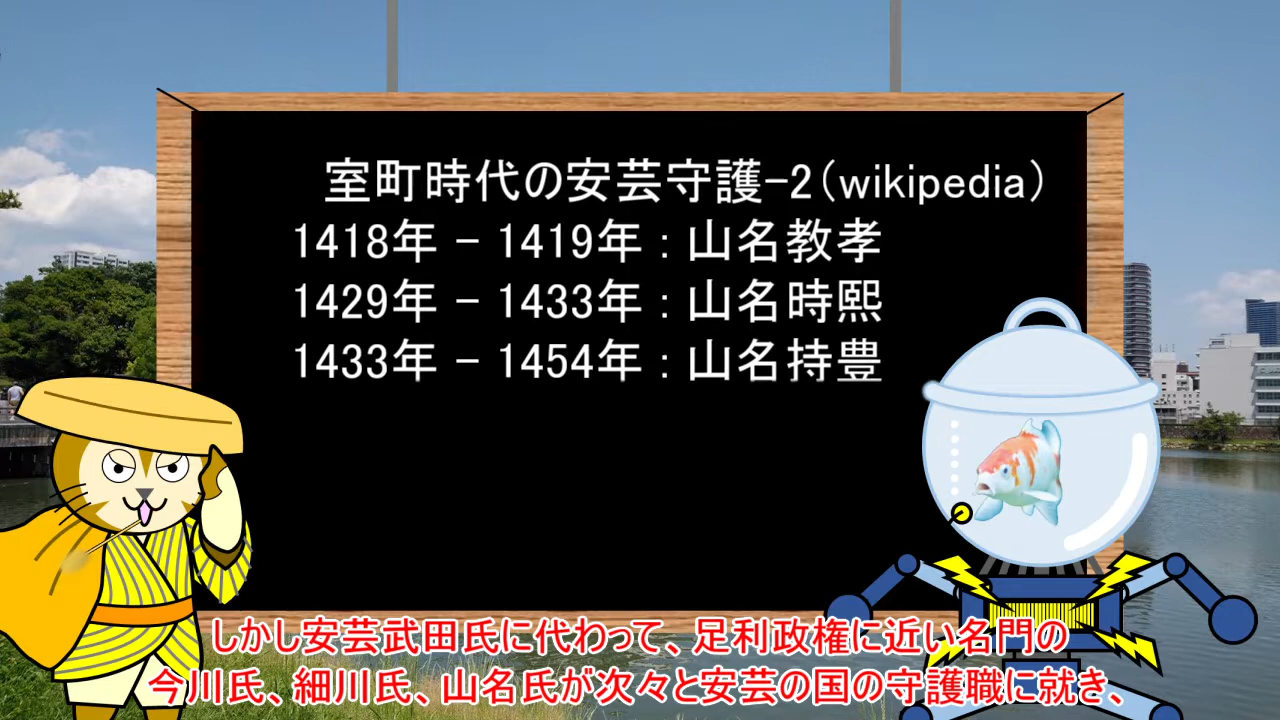 室町時代の安芸守護-2(wikipedia)
1418年 - 1419年 : 山名教孝
1429年 - 1433年 : 山名時熙
1433年 - 1454年 : 山名持豊
しかし安芸武田氏に代わって、足利政権に近い名門の
今川氏、細川氏、山名氏が次々と安芸の国の守護職に就き、